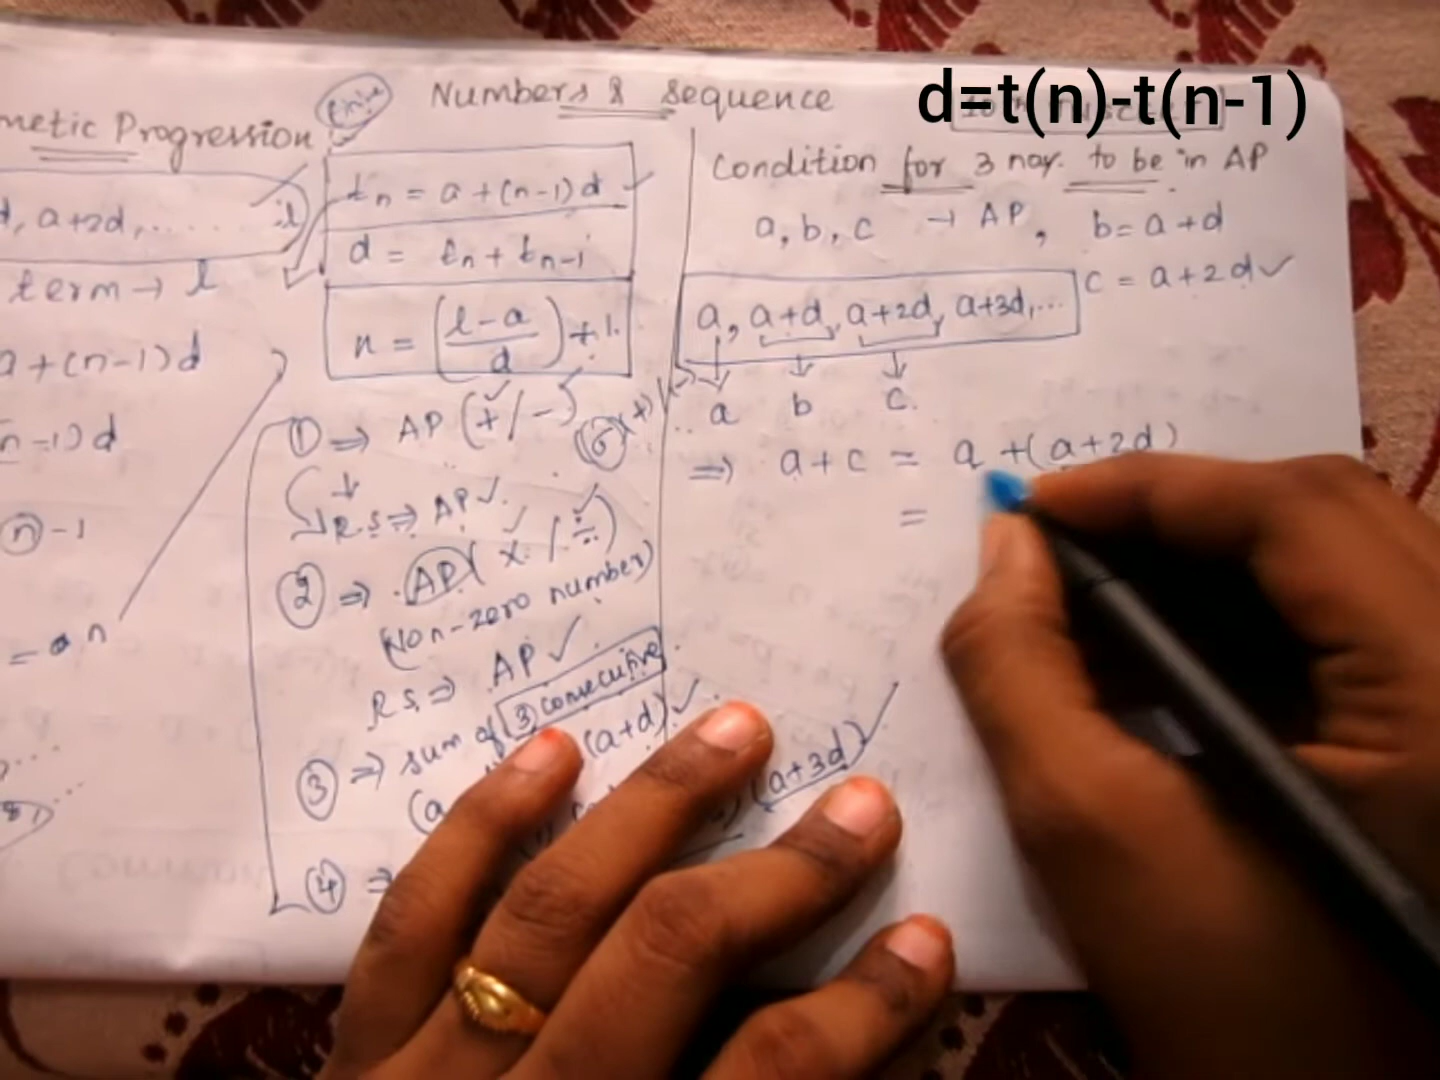 d=t(n)-t(n-1)
Numbers & sequence
metic Progression
d, a+2d,..... l
term → l
a+(n-1)d
n-1)d
n -1
= n
tn = a+(n-1)d
d = tn + tn-1
n = (l-a/d) + 1.
① ⇒ AP (+/-)
R.S ⇒ AP ✓.
② ⇒ AP (x / ÷)
(Non-zero number)
RS ⇒ AP ✓
③ ⇒ sum of ③ consecutive
(a (a+d) ✓
(a+3d) ✓
④ ⇒
Condition for 3 nos. to be in AP
a, b, c → AP, b = a+d
c = a+2d ✓
a, a+d, a+2d, a+3d,...
a b c.
⇒ a+c = a +(a+2d)
=